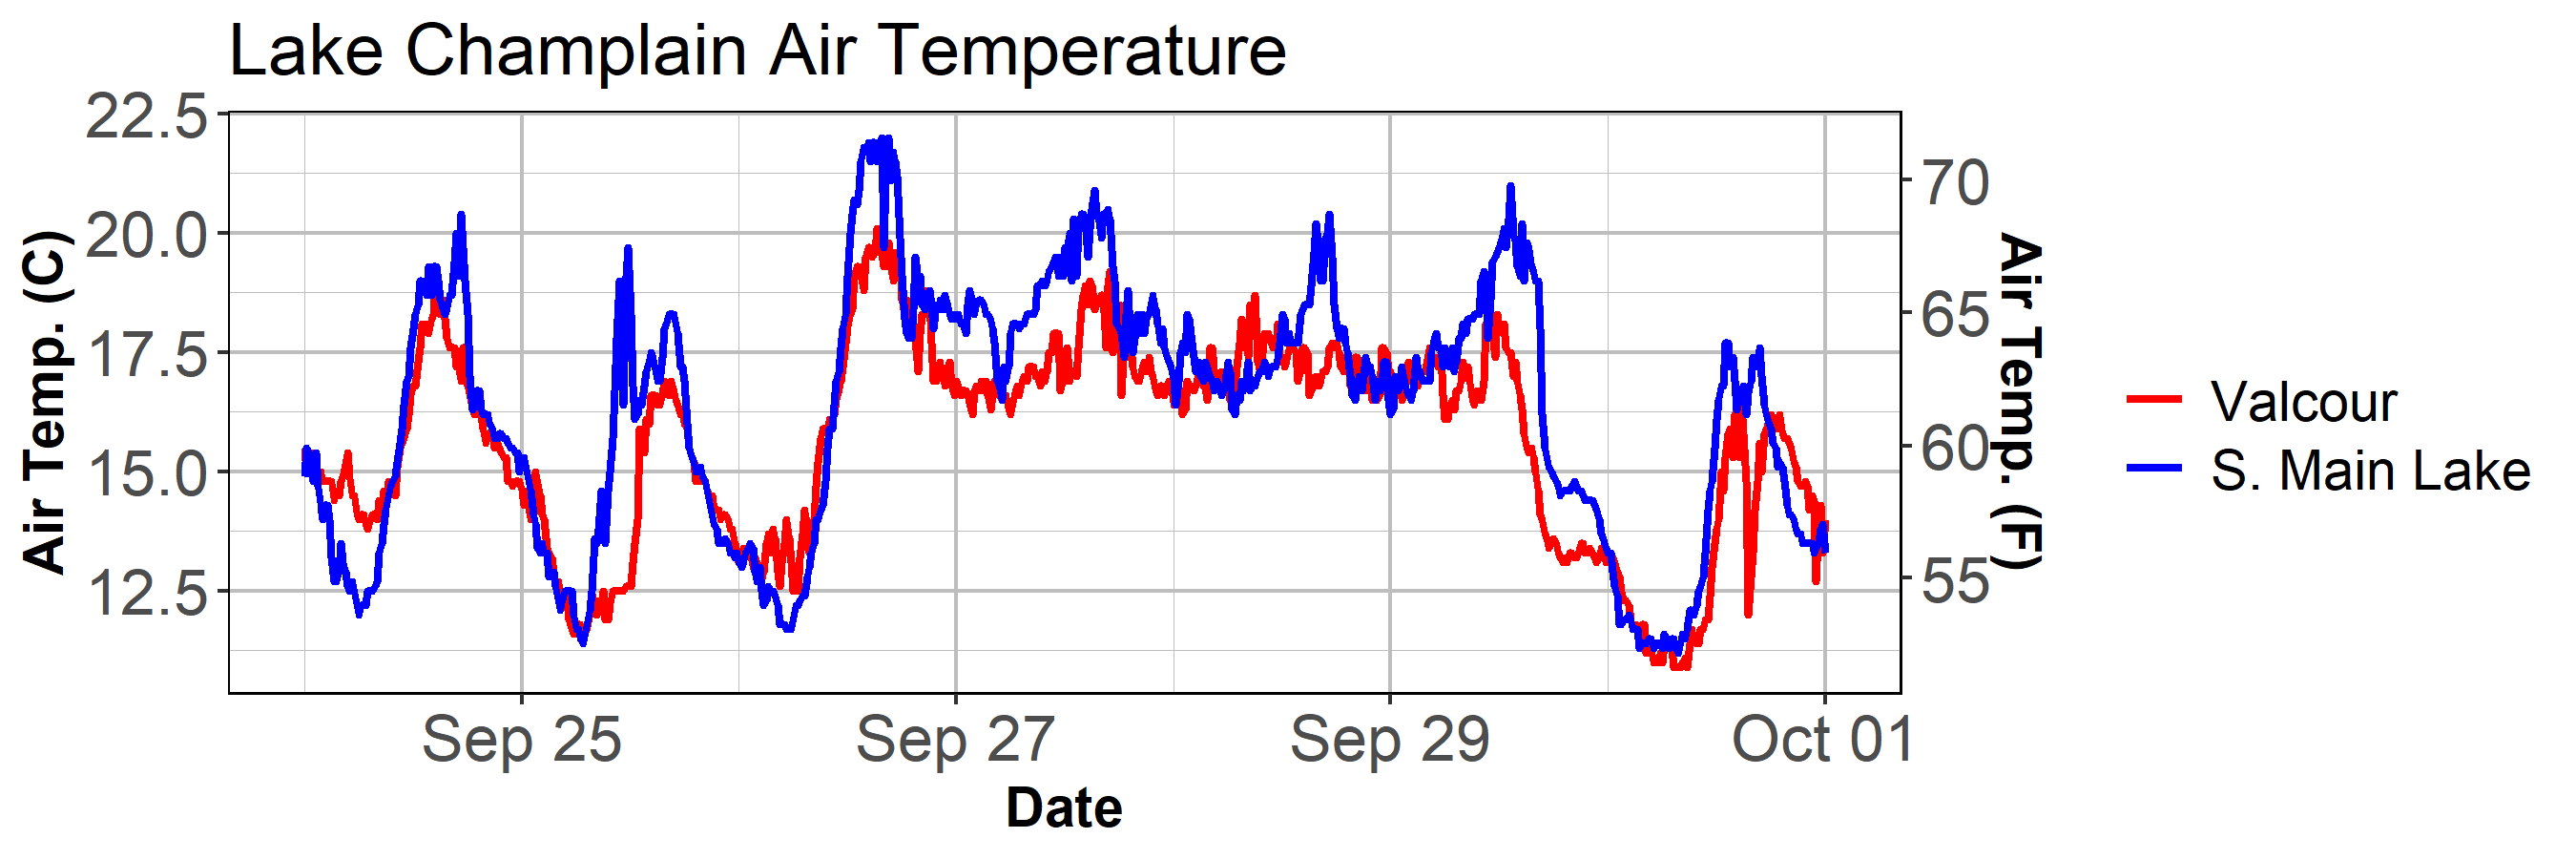 Lake Champlain Air Temperature
22.5
20.0
17.5
15.0
12.5
Air Temp. (C)
70
65
60
55
Air Temp. (F)
Sep 25
Sep 27
Sep 29
Oct 01
Date
Valcour
S. Main Lake